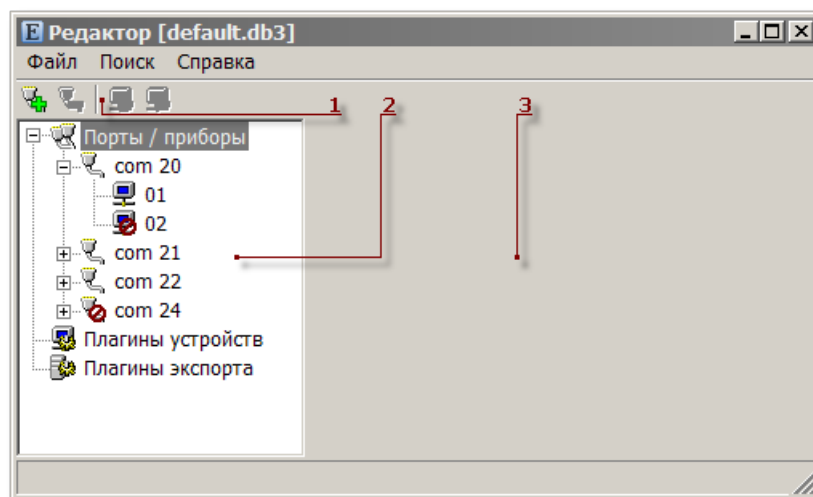 Редактор [default.db3]
Файл Поиск Справка
1 2 3
Порты / приборы
com 20
01
02
com 21
com 22
com 24
Плагины устройств
Плагины экспорта